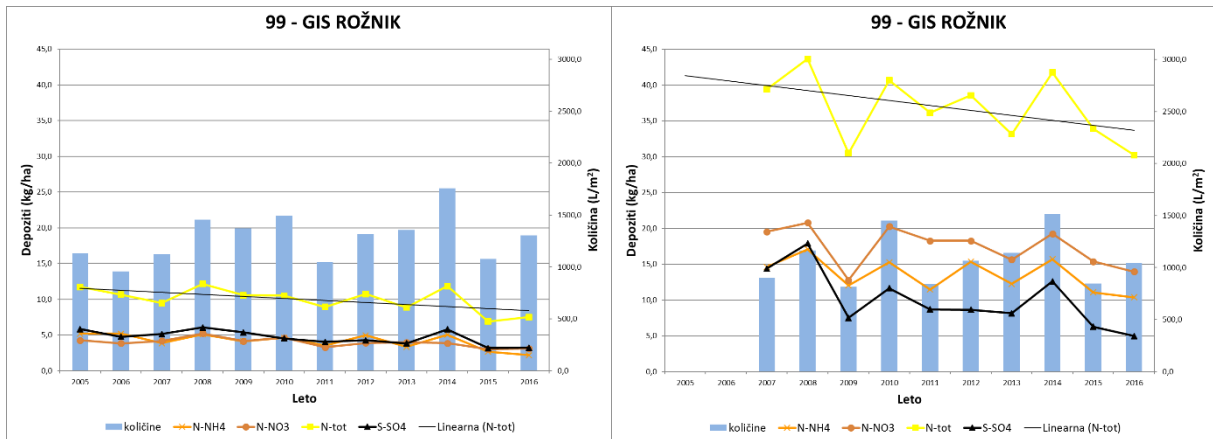 99 - GIS ROŽNIK
45,0
40,0
35,0
30,0
25,0
20,0
15,0
10,0
5,0
0,0
Depoziti (kg/ha)
3000,0
2500,0
2000,0
1500,0
1000,0
500,0
0,0
Količina (L/m²)
2005 2006 2007 2008 2009 2010 2011 2012 2013 2014 2015 2016
Leto
količine N-NH4 N-NO3 N-tot S-SO4 Linearna (N-tot)
99 - GIS ROŽNIK
45,0
40,0
35,0
30,0
25,0
20,0
15,0
10,0
5,0
0,0
Depoziti (kg/ha)
3000,0
2500,0
2000,0
1500,0
1000,0
500,0
0,0
Količina (L/m²)
2005 2006 2007 2008 2009 2010 2011 2012 2013 2014 2015 2016
Leto
količine N-NH4 N-NO3 N-tot S-SO4 Linearna (N-tot)